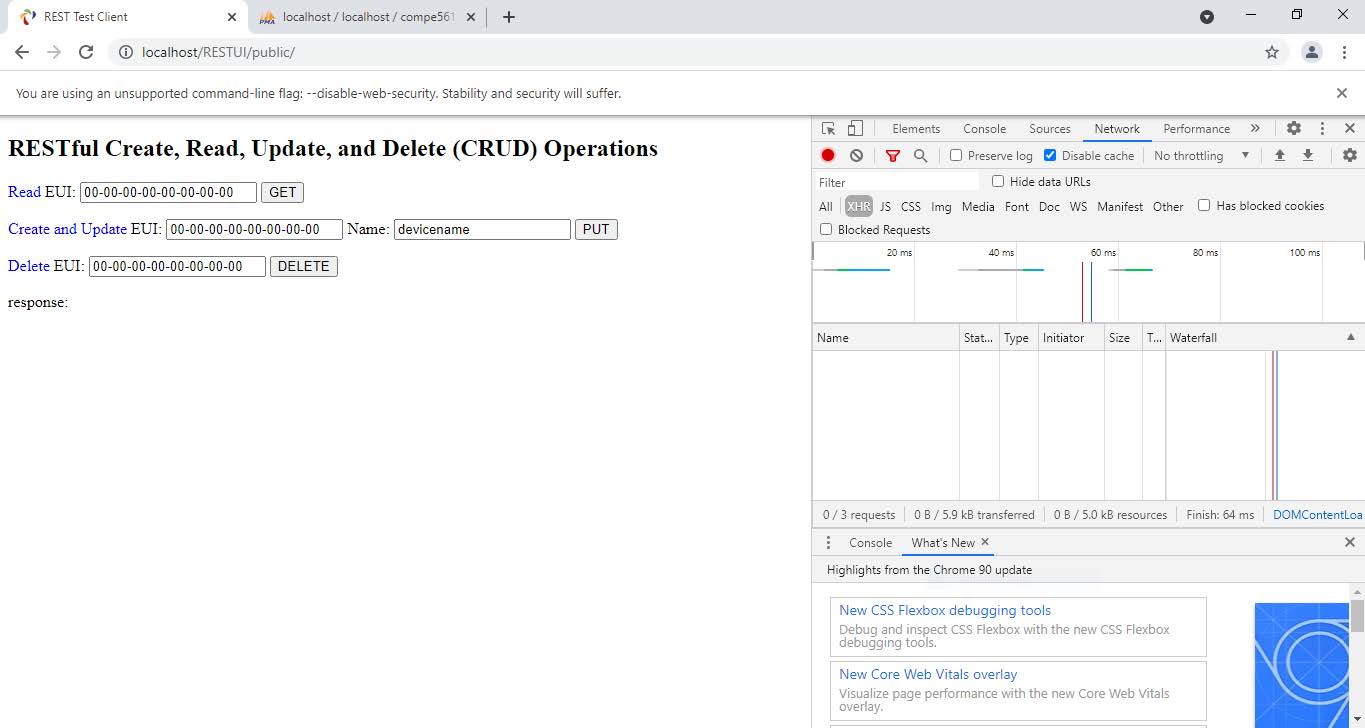 REST Test Client
PMA localhost / localhost / compe561
localhost/RESTUI/public/
You are using an unsupported command-line flag: --disable-web-security. Stability and security will suffer.
RESTful Create, Read, Update, and Delete (CRUD) Operations
Read EUI: 00-00-00-00-00-00-00-00 GET
Create and Update EUI: 00-00-00-00-00-00-00-00 Name: devicename PUT
Delete EUI: 00-00-00-00-00-00-00-00 DELETE
response:
Elements Console Sources Network Performance
Preserve log Disable cache No throttling
Filter Hide data URLs
All XHR JS CSS Img Media Font Doc WS Manifest Other Has blocked cookies
Blocked Requests
20 ms 40 ms 60 ms 80 ms 100 ms
Name Stat... Type Initiator Size T... Waterfall
0 / 3 requests 0 B / 5.9 kB transferred 0 B / 5.0 kB resources Finish: 64 ms DOMContentLoa
Console What's New
Highlights from the Chrome 90 update
New CSS Flexbox debugging tools
Debug and inspect CSS Flexbox with the new CSS Flexbox
debugging tools.
New Core Web Vitals overlay
Visualize page performance with the new Core Web Vitals
overlay.